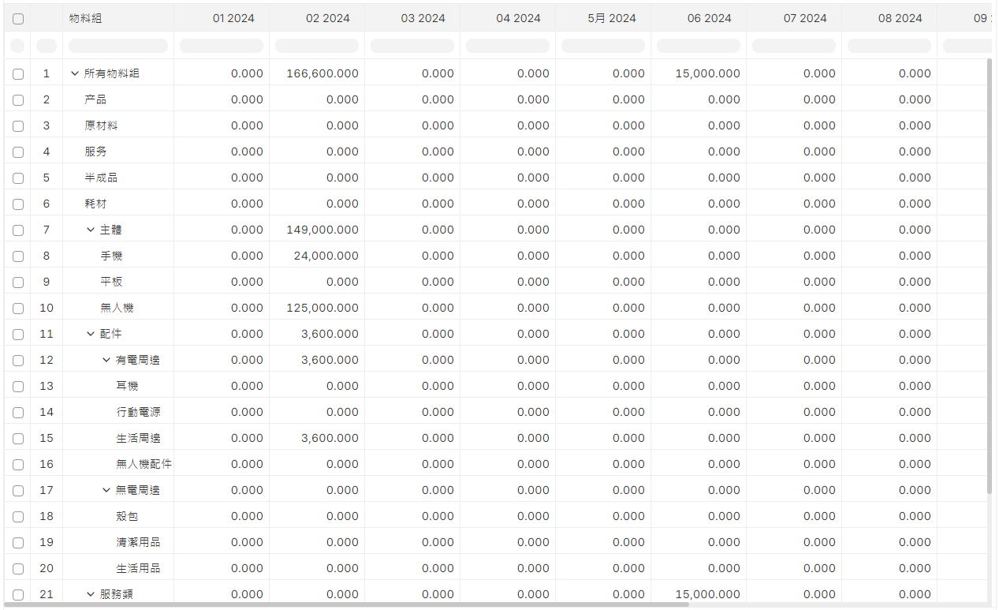 物料組 01 2024 02 2024 03 2024 04 2024 5月 2024 06 2024 07 2024 08 2024 09
1 所有物料組 0.000 166,600.000 0.000 0.000 0.000 15,000.000 0.000 0.000
2 产品 0.000 0.000 0.000 0.000 0.000 0.000 0.000 0.000
3 原材料 0.000 0.000 0.000 0.000 0.000 0.000 0.000 0.000
4 服务 0.000 0.000 0.000 0.000 0.000 0.000 0.000 0.000
5 半成品 0.000 0.000 0.000 0.000 0.000 0.000 0.000 0.000
6 耗材 0.000 0.000 0.000 0.000 0.000 0.000 0.000 0.000
7 主體 0.000 149,000.000 0.000 0.000 0.000 0.000 0.000 0.000
8 手機 0.000 24,000.000 0.000 0.000 0.000 0.000 0.000 0.000
9 平板 0.000 0.000 0.000 0.000 0.000 0.000 0.000 0.000
10 無人機 0.000 125,000.000 0.000 0.000 0.000 0.000 0.000 0.000
11 配件 0.000 3,600.000 0.000 0.000 0.000 0.000 0.000 0.000
12 有電周邊 0.000 3,600.000 0.000 0.000 0.000 0.000 0.000 0.000
13 耳機 0.000 0.000 0.000 0.000 0.000 0.000 0.000 0.000
14 行動電源 0.000 0.000 0.000 0.000 0.000 0.000 0.000 0.000
15 生活周邊 0.000 3,600.000 0.000 0.000 0.000 0.000 0.000 0.000
16 無人機配件 0.000 0.000 0.000 0.000 0.000 0.000 0.000 0.000
17 無電周邊 0.000 0.000 0.000 0.000 0.000 0.000 0.000 0.000
18 殼包 0.000 0.000 0.000 0.000 0.000 0.000 0.000 0.000
19 清潔用品 0.000 0.000 0.000 0.000 0.000 0.000 0.000 0.000
20 生活用品 0.000 0.000 0.000 0.000 0.000 0.000 0.000 0.000
21 服務類 0.000 0.000 0.000 0.000 0.000 15,000.000 0.000 0.000